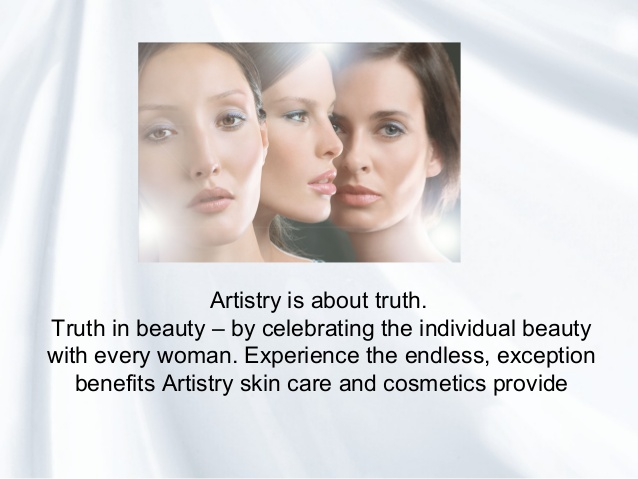 Artistry is about truth.
Truth in beauty – by celebrating the individual beauty
with every woman. Experience the endless, exception
benefits Artistry skin care and cosmetics provide